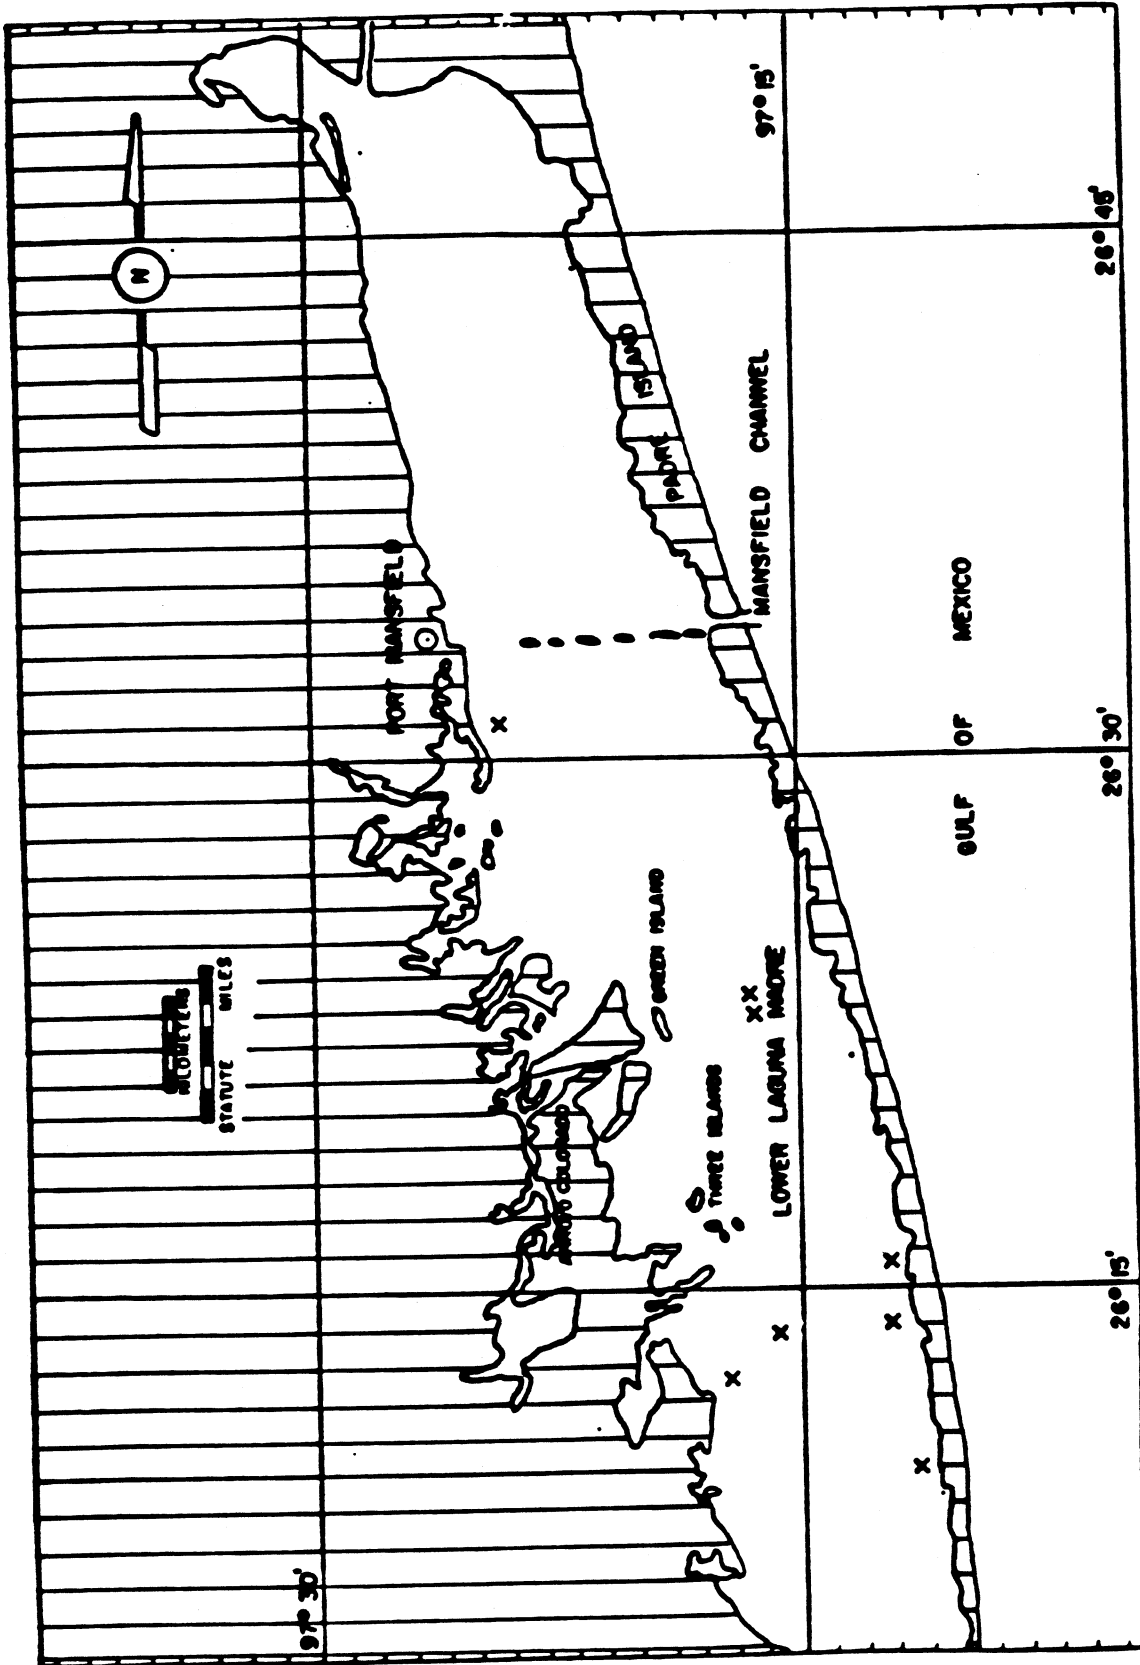 N
97° 15'
26° 45'
PADRE ISLAND
MANSFIELD CHANNEL
PORT MANSFIELD
GULF OF MEXICO
26° 30'
GREEN ISLAND
KILOMETERS
STATUTE MILES
LOWER LAGUNA MADRE
THREE ISLANDS
ARROYO COLORADO
26° 15'
97° 30'
X
X
X
X
X
X
X
X